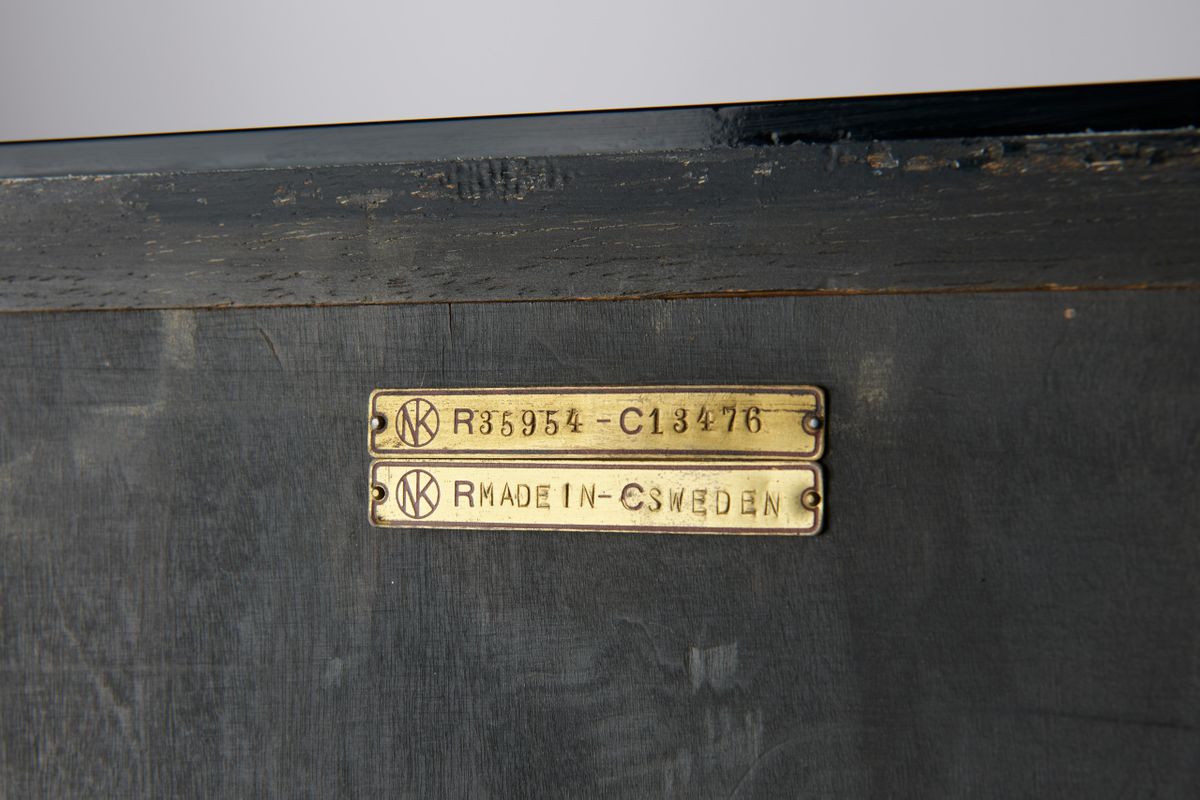 NK R35954-C13476
NK RMADE IN-CSWEDEN